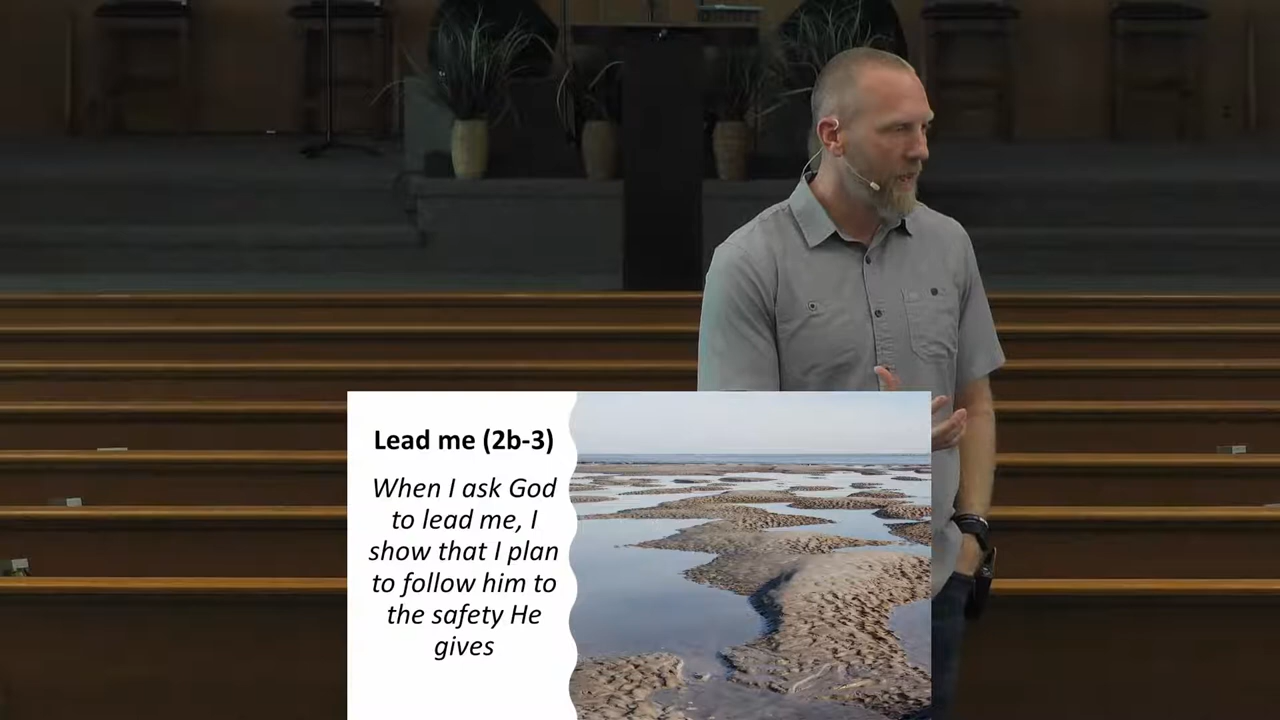 Lead me (2b-3)
When I ask God
to lead me, I
show that I plan
to follow him to
the safety He
gives